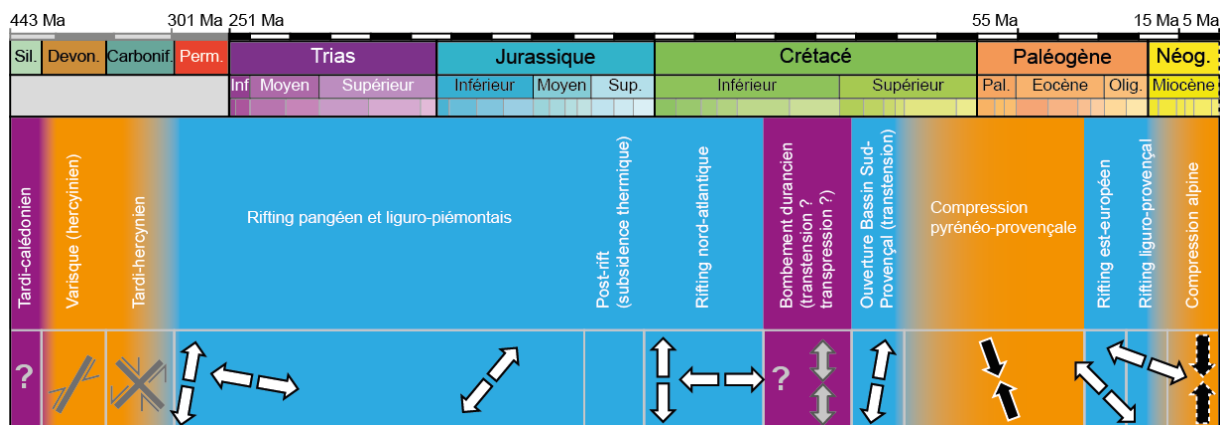 443 Ma 301 Ma 251 Ma 55 Ma 15 Ma 5 Ma
Sil. Devon. Carbonif. Perm. Trias Jurassique Crétacé Paléogène Néog.
Inf Moyen Supérieur Inférieur Moyen Sup. Inférieur Supérieur Pal. Eocène Olig. Miocène
Tardi-calédonien
Varisque (hercyinien)
Tardi-hercynien
Rifting pangéen et liguro-piémontais
Post-rift
(subsidence thermique)
Rifting nord-atlantique
Bombement durancien
(transtension ?
transpression ?)
Ouverture Bassin Sud-
Provençal (transtension)
Compression
pyrénéo-provençale
Rifting est-européen
Rifting liguro-provençal
Compression alpine
? ?